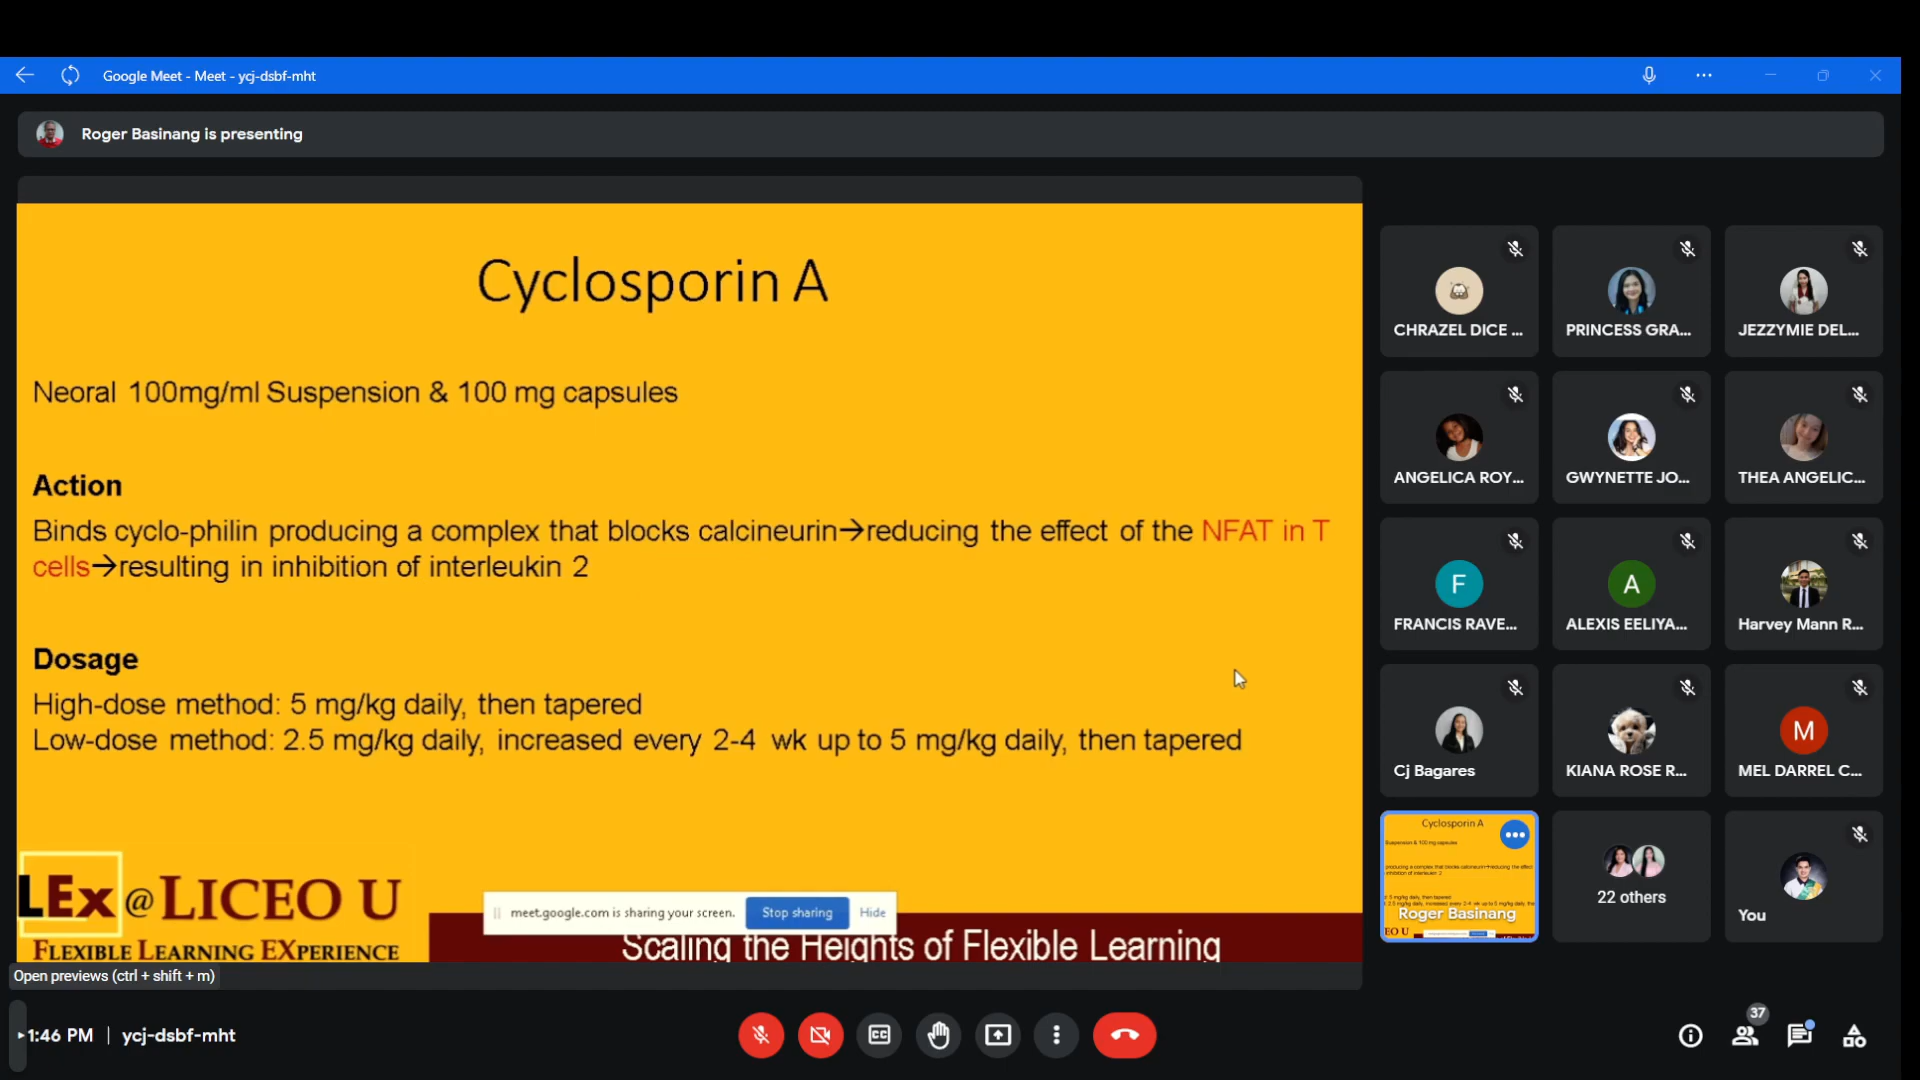 Google Meet - Meet - ycj-dsbf-mht
Roger Basinang is presenting
Cyclosporin A
Neoral 100mg/ml Suspension & 100 mg capsules
Action
Binds cyclo-philin producing a complex that blocks calcineurin→reducing the effect of the NFAT in T
cells→resulting in inhibition of interleukin 2
Dosage
High-dose method: 5 mg/kg daily, then tapered
Low-dose method: 2.5 mg/kg daily, increased every 2-4 wk up to 5 mg/kg daily, then tapered
LEx @ LICEO U
FLEXIBLE LEARNING EXPERIENCE
meet.google.com is sharing your screen. Stop sharing Hide
Scaling the Heights of Flexible Learning
Open previews (ctrl + shift + m)
CHRAZEL DICE ...
PRINCESS GRA...
JEZZYMIE DEL...
ANGELICA ROY...
GWYNETTE JO...
THEA ANGELIC...
F
FRANCIS RAVE...
A
ALEXIS EELIYA...
Harvey Mann R...
Cj Bagares
KIANA ROSE R...
M
MEL DARREL C...
Cyclosporin A
Roger Basinang
22 others
You
1:46 PM | ycj-dsbf-mht
CC
37